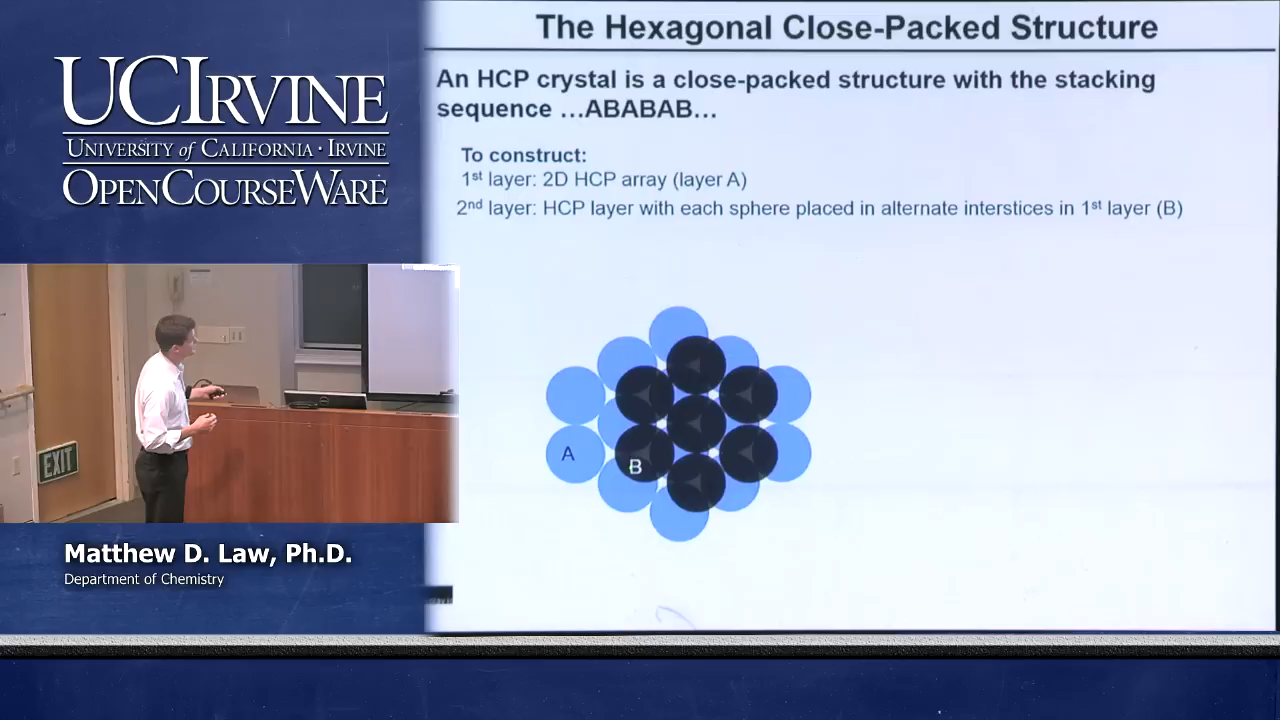 UCIRVINE
UNIVERSITY of CALIFORNIA · IRVINE
OPENCOURSEWARE
The Hexagonal Close-Packed Structure
An HCP crystal is a close-packed structure with the stacking
sequence …ABABAB…
To construct:
1st layer: 2D HCP array (layer A)
2nd layer: HCP layer with each sphere placed in alternate interstices in 1st layer (B)
A
B
EXIT
Matthew D. Law, Ph.D.
Department of Chemistry